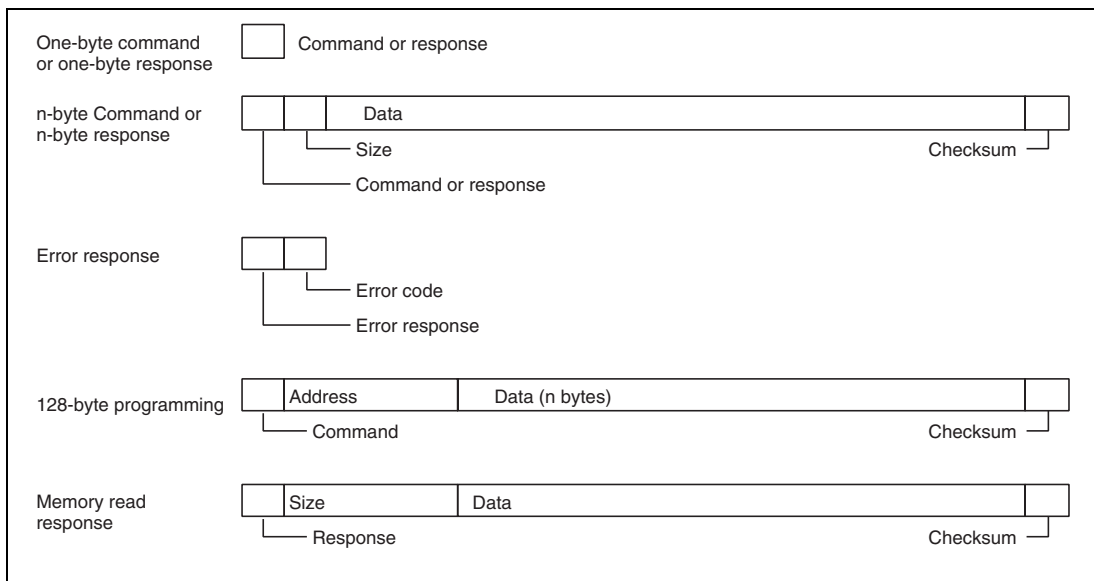 One-byte command
or one-byte response
Command or response
n-byte Command or
n-byte response
Data
Size
Checksum
Command or response
Error response
Error code
Error response
128-byte programming
Address
Data (n bytes)
Command
Checksum
Memory read
response
Size
Data
Response
Checksum